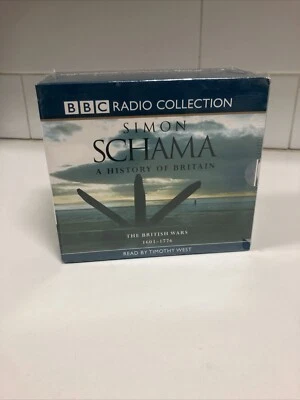 BBC RADIO COLLECTION
SIMON
SCHAMA
A HISTORY OF BRITAIN
THE BRITISH WARS
1603-1776
READ BY TIMOTHY WEST